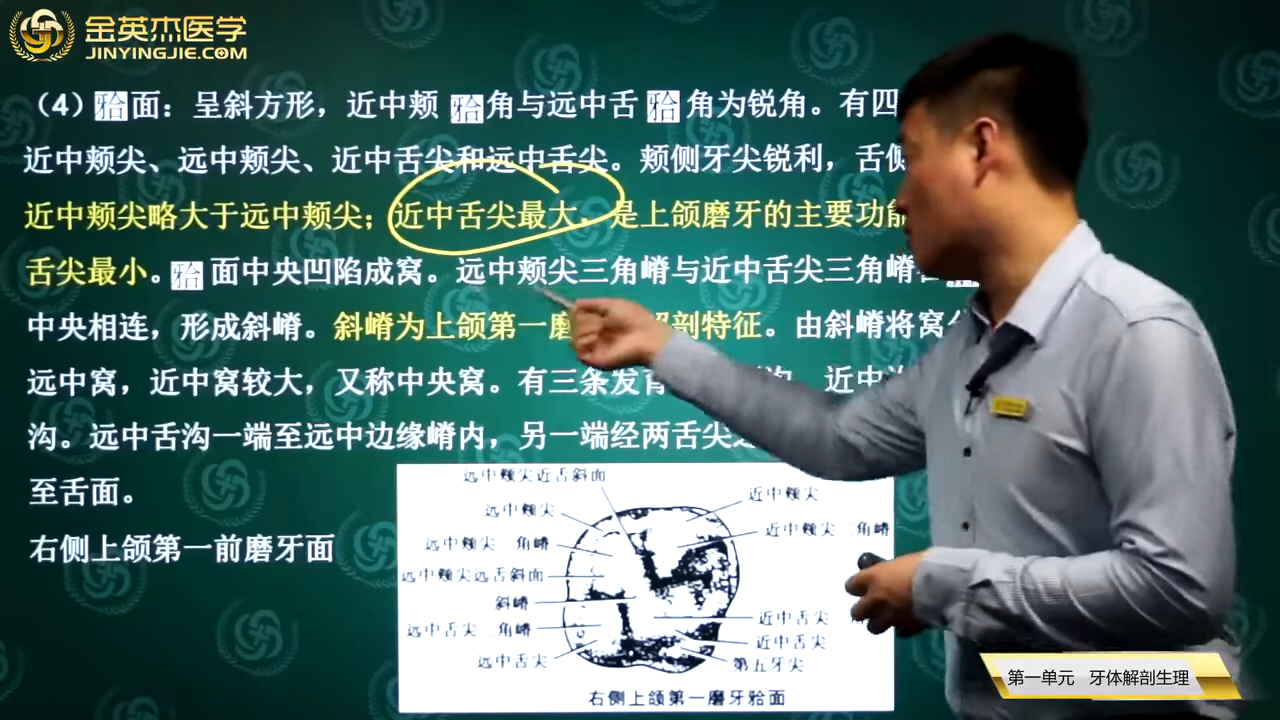 金英杰医学
JINYINGJIE.COM
（4）𬌗面：呈斜方形，近中颊𬌗角与远中舌𬌗角为锐角。有四
近中颊尖、远中颊尖、近中舌尖和远中舌尖。颊侧牙尖锐利，舌侧
近中颊尖略大于远中颊尖；近中舌尖最大，是上颌磨牙的主要功能
舌尖最小。𬌗面中央凹陷成窝。远中颊尖三角嵴与近中舌尖三角嵴在
中央相连，形成斜嵴。斜嵴为上颌第一磨 解剖特征。由斜嵴将窝分
远中窝，近中窝较大，又称中央窝。有三条发育 沟，近中
沟。远中舌沟一端至远中边缘嵴内，另一端经两舌尖之
至舌面。
右侧上颌第一前磨牙面
远中颊尖近舌斜面
近中颊尖
远中颊尖
近中颊尖 角嵴
远中颊尖 角嵴
远中颊尖远舌斜面
斜嵴
近中舌尖
远中舌尖 角嵴
近中舌尖
远中舌尖
第五牙尖
右侧上颌第一磨牙𬌗面
第一单元 牙体解剖生理